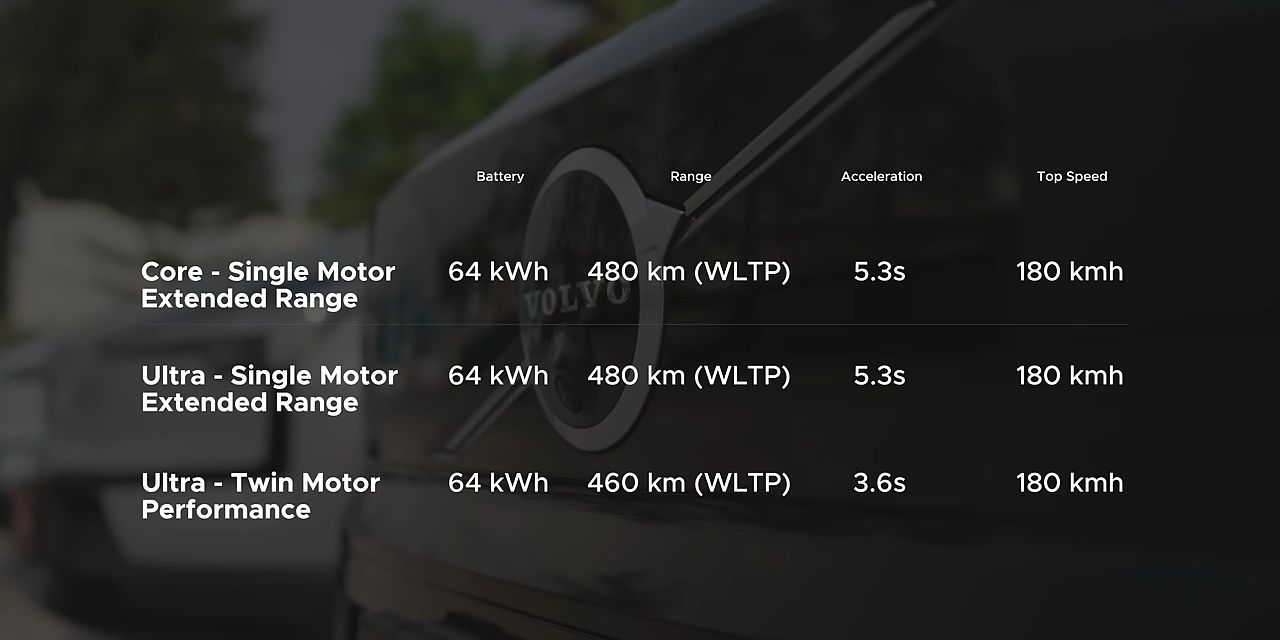 Battery Range Acceleration Top Speed
Core - Single Motor
Extended Range
64 kWh 480 km (WLTP) 5.3s 180 kmh
VOLVO
Ultra - Single Motor
Extended Range
64 kWh 480 km (WLTP) 5.3s 180 kmh
Ultra - Twin Motor
Performance
64 kWh 460 km (WLTP) 3.6s 180 kmh